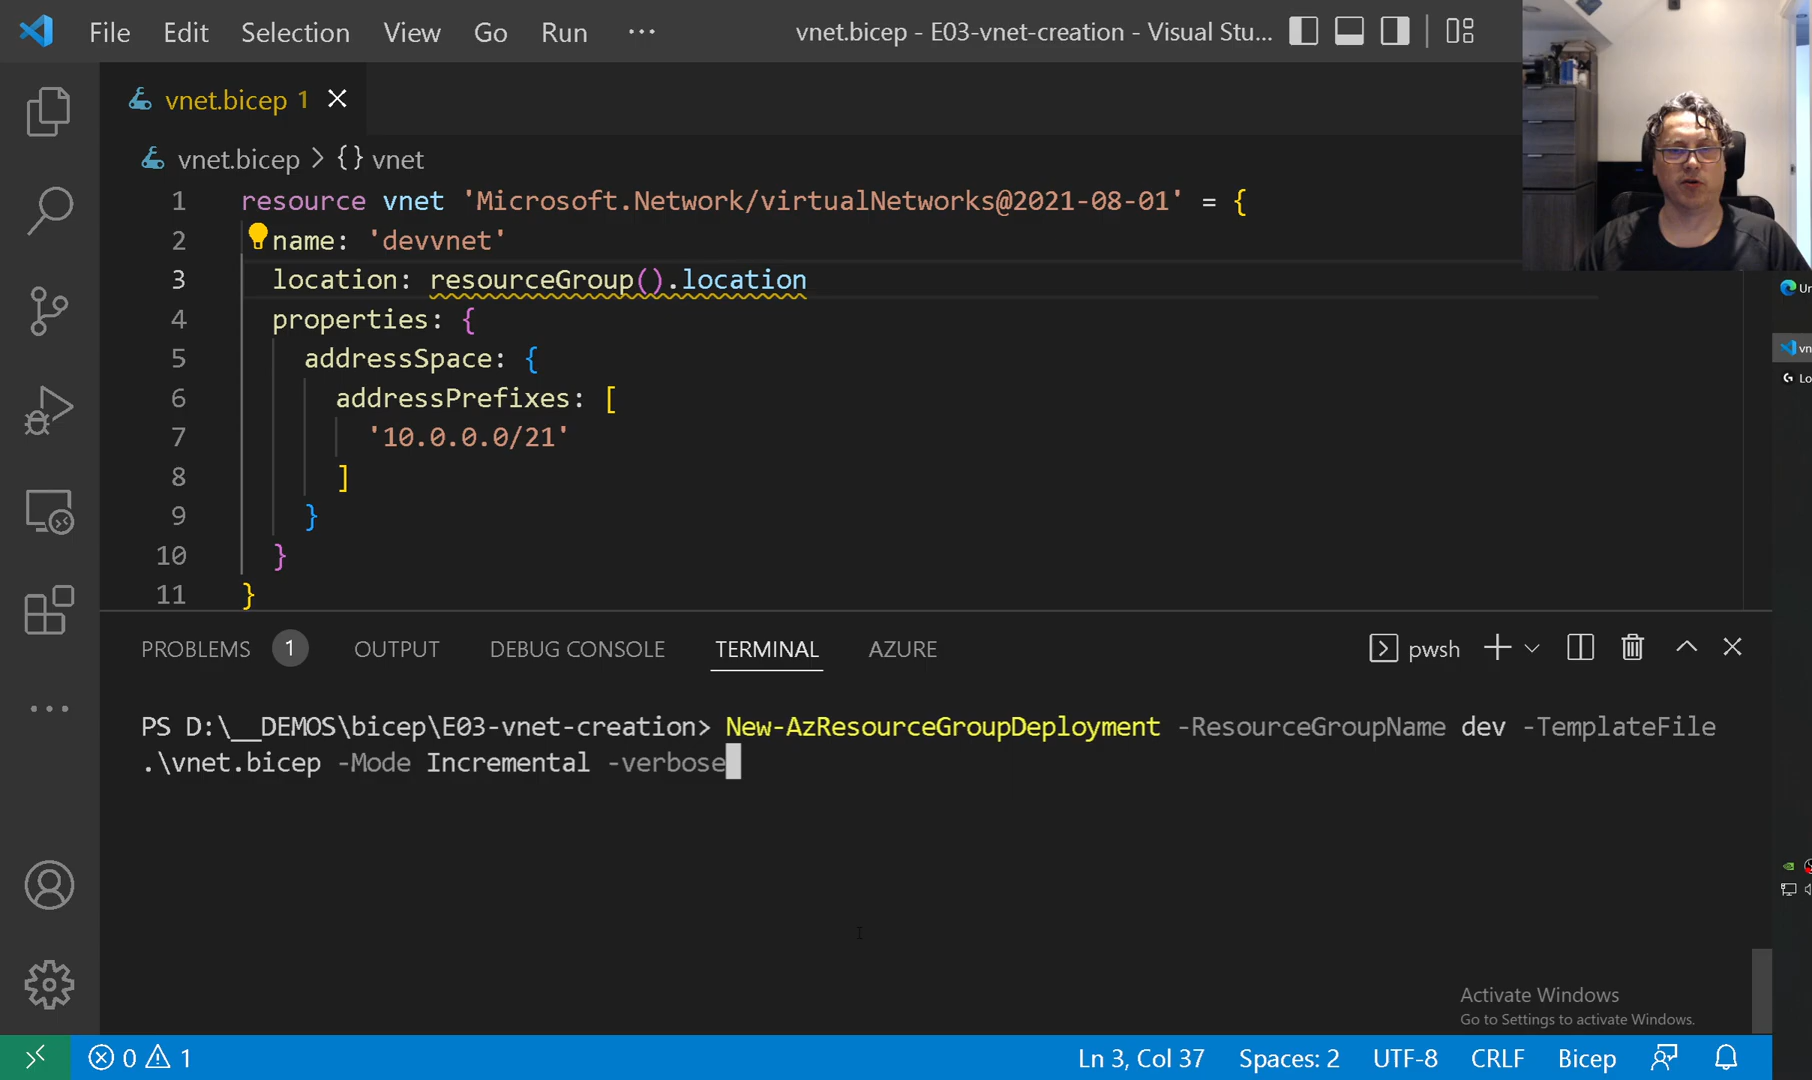 File Edit Selection View Go Run ··· vnet.bicep - E03-vnet-creation - Visual Stu...
vnet.bicep 1
vnet.bicep > {} vnet
1 resource vnet 'Microsoft.Network/virtualNetworks@2021-08-01' = {
2 name: 'devvnet'
3 location: resourceGroup().location
4 properties: {
5 addressSpace: {
6 addressPrefixes: [
7 '10.0.0.0/21'
8 ]
9 }
10 }
11 }
PROBLEMS 1 OUTPUT DEBUG CONSOLE TERMINAL AZURE pwsh
PS D:\__DEMOS\bicep\E03-vnet-creation> New-AzResourceGroupDeployment -ResourceGroupName dev -TemplateFile
.\vnet.bicep -Mode Incremental -verbose
Activate Windows
Go to Settings to activate Windows.
0 1 Ln 3, Col 37 Spaces: 2 UTF-8 CRLF Bicep